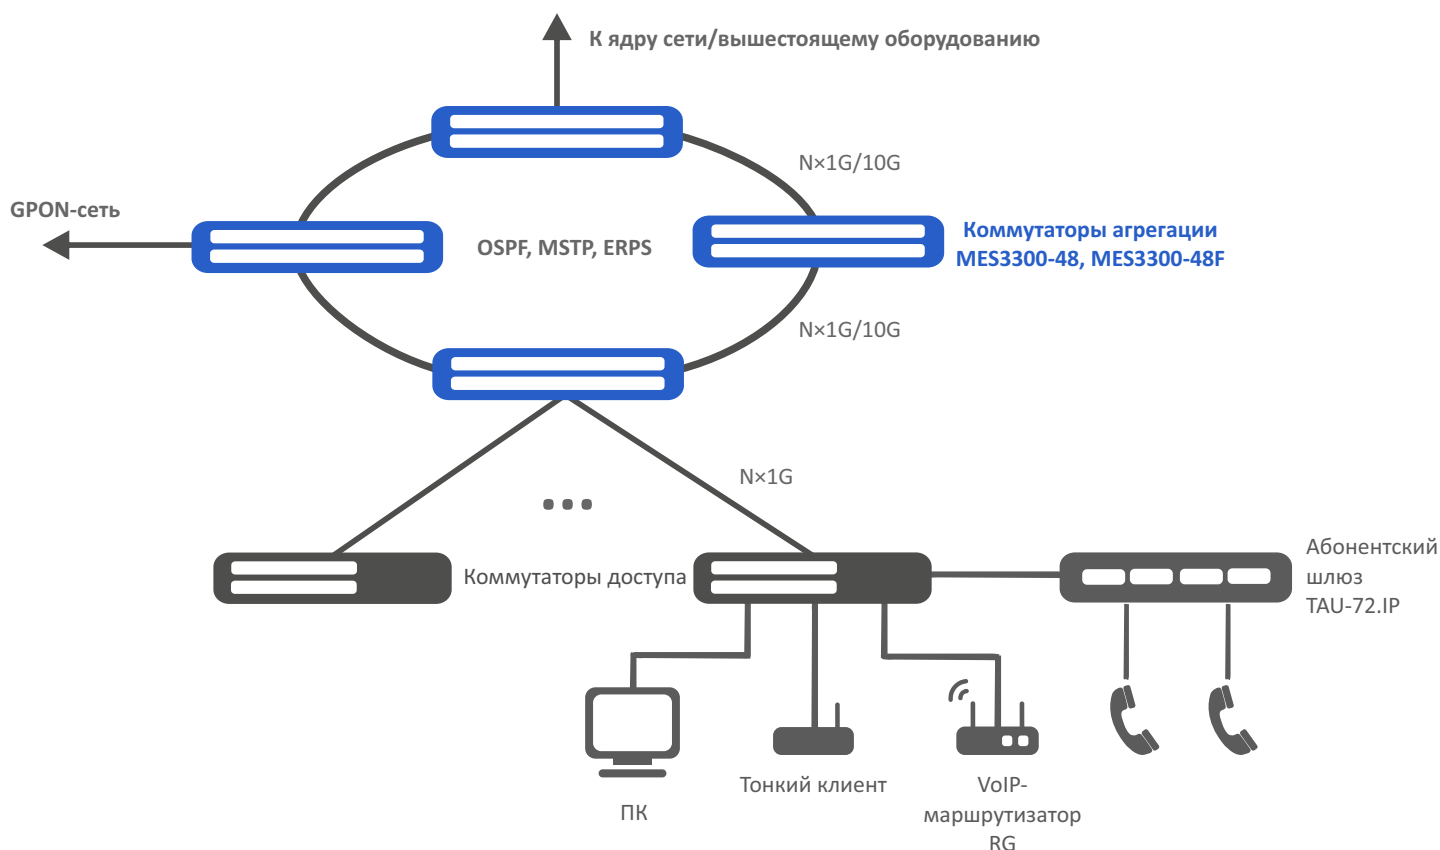 К ядру сети/вышестоящему оборудованию
N×1G/10G
GPON-сеть
OSPF, MSTP, ERPS
Коммутаторы агрегации
MES3300-48, MES3300-48F
N×1G/10G
N×1G
Коммутаторы доступа
Абонентский
шлюз
TAU-72.IP
ПК
Тонкий клиент
VoIP-
маршрутизатор
RG